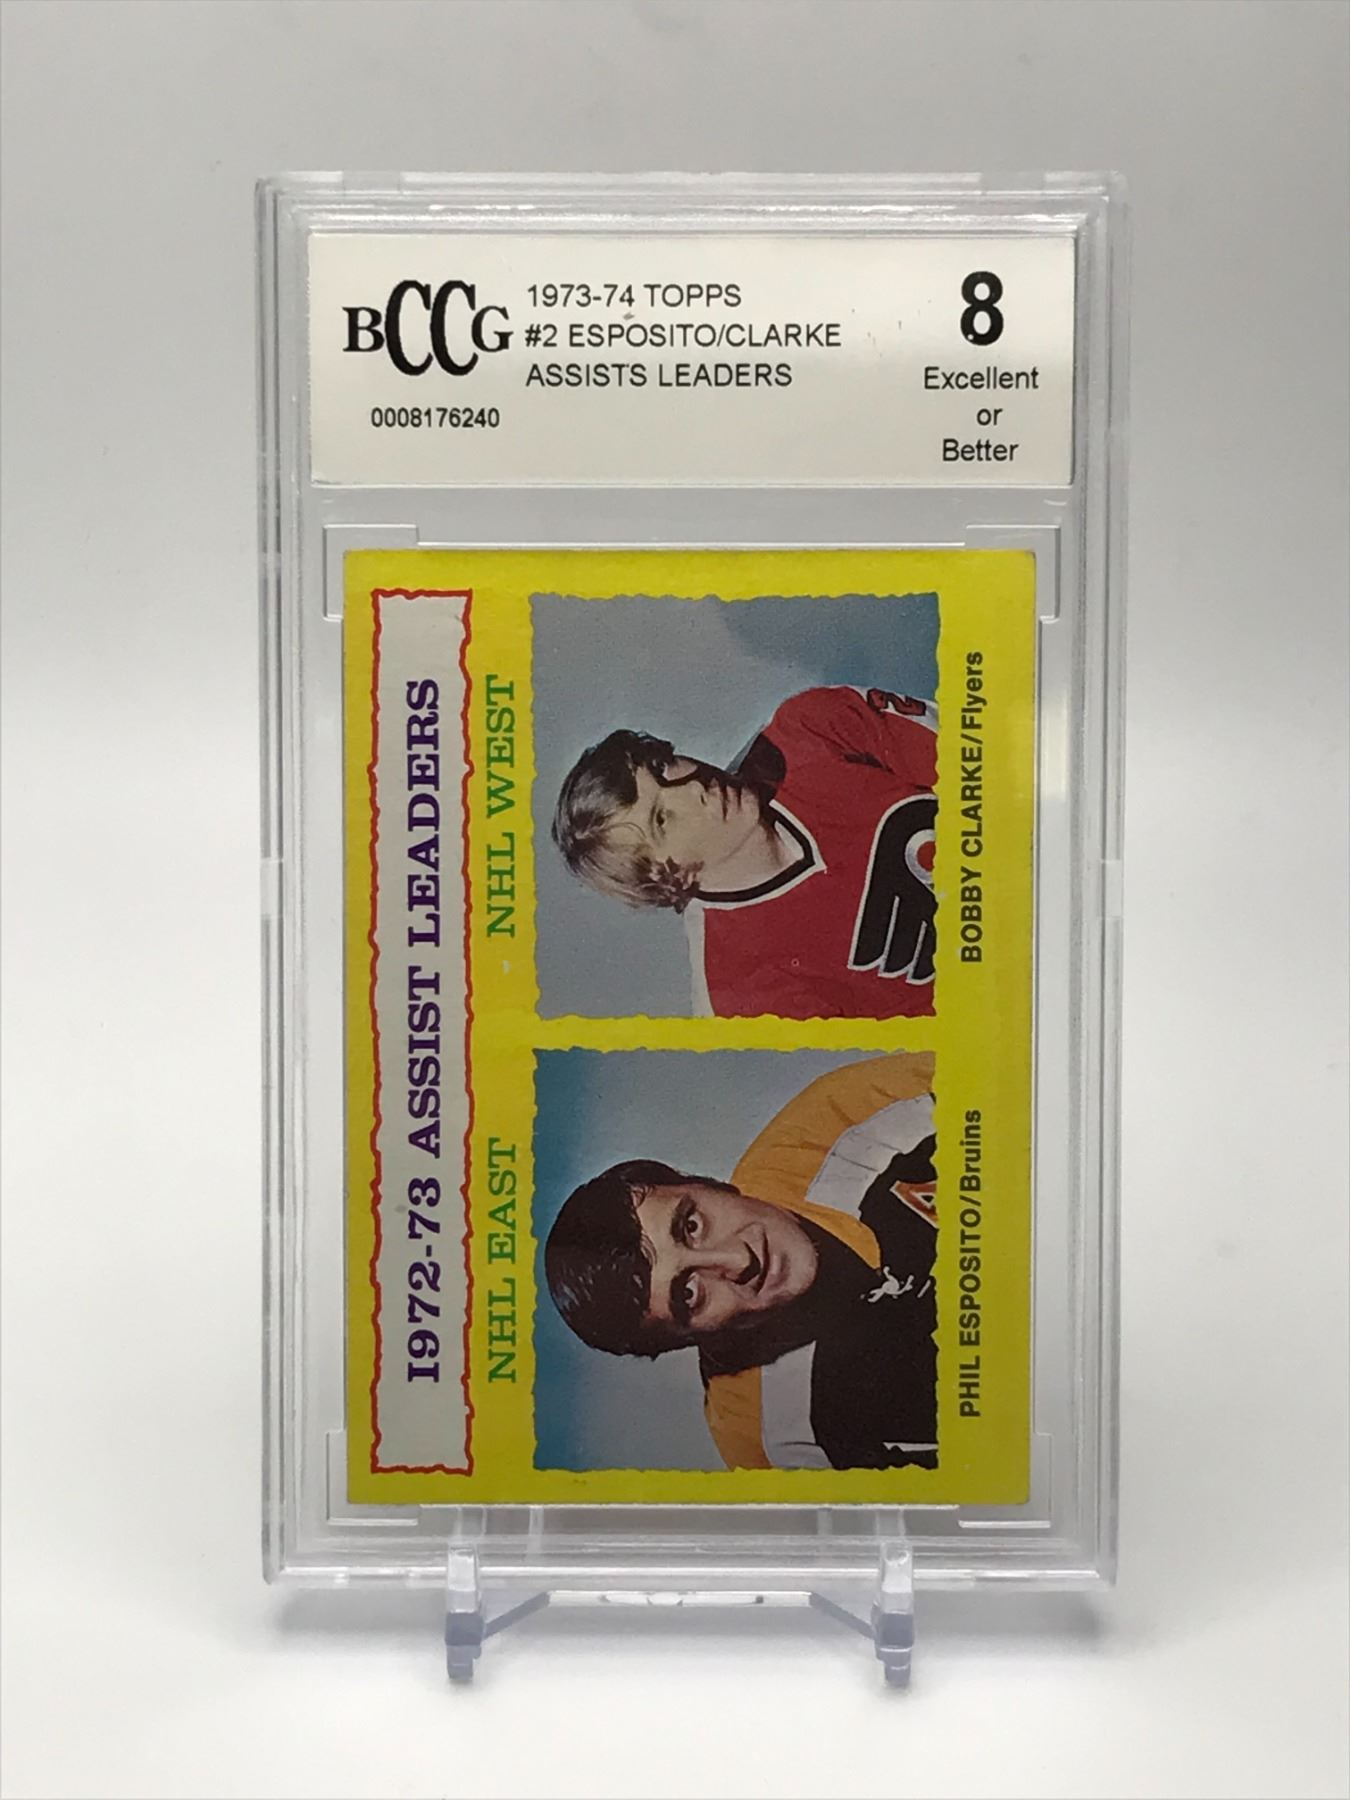 BCCG
1973-74 TOPPS
#2 ESPOSITO/CLARKE
ASSISTS LEADERS
0008176240
8
Excellent
or
Better
1972-73 ASSIST LEADERS
NHL EAST
NHL WEST
PHIL ESPOSITO/Bruins
BOBBY CLARKE/Flyers
2
A